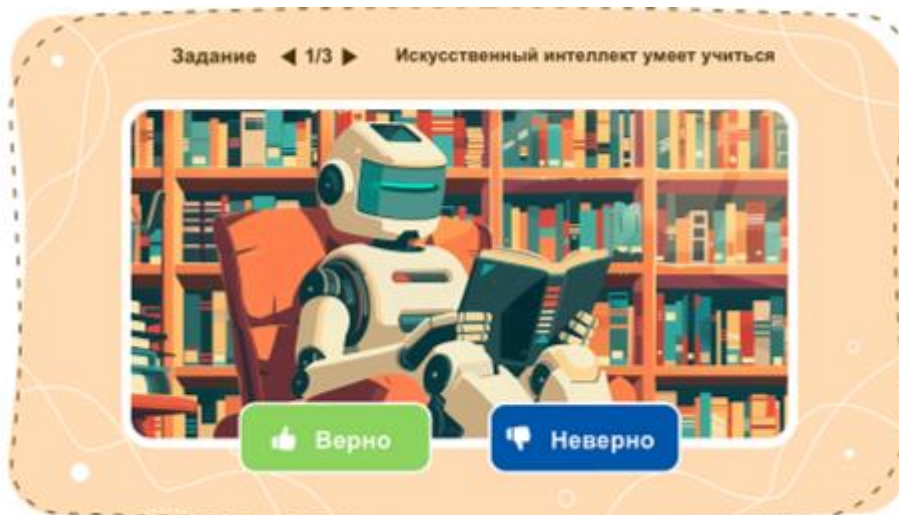 Задание ◀ 1/3 ▶ Искусственный интеллект умеет учиться
Верно Неверно